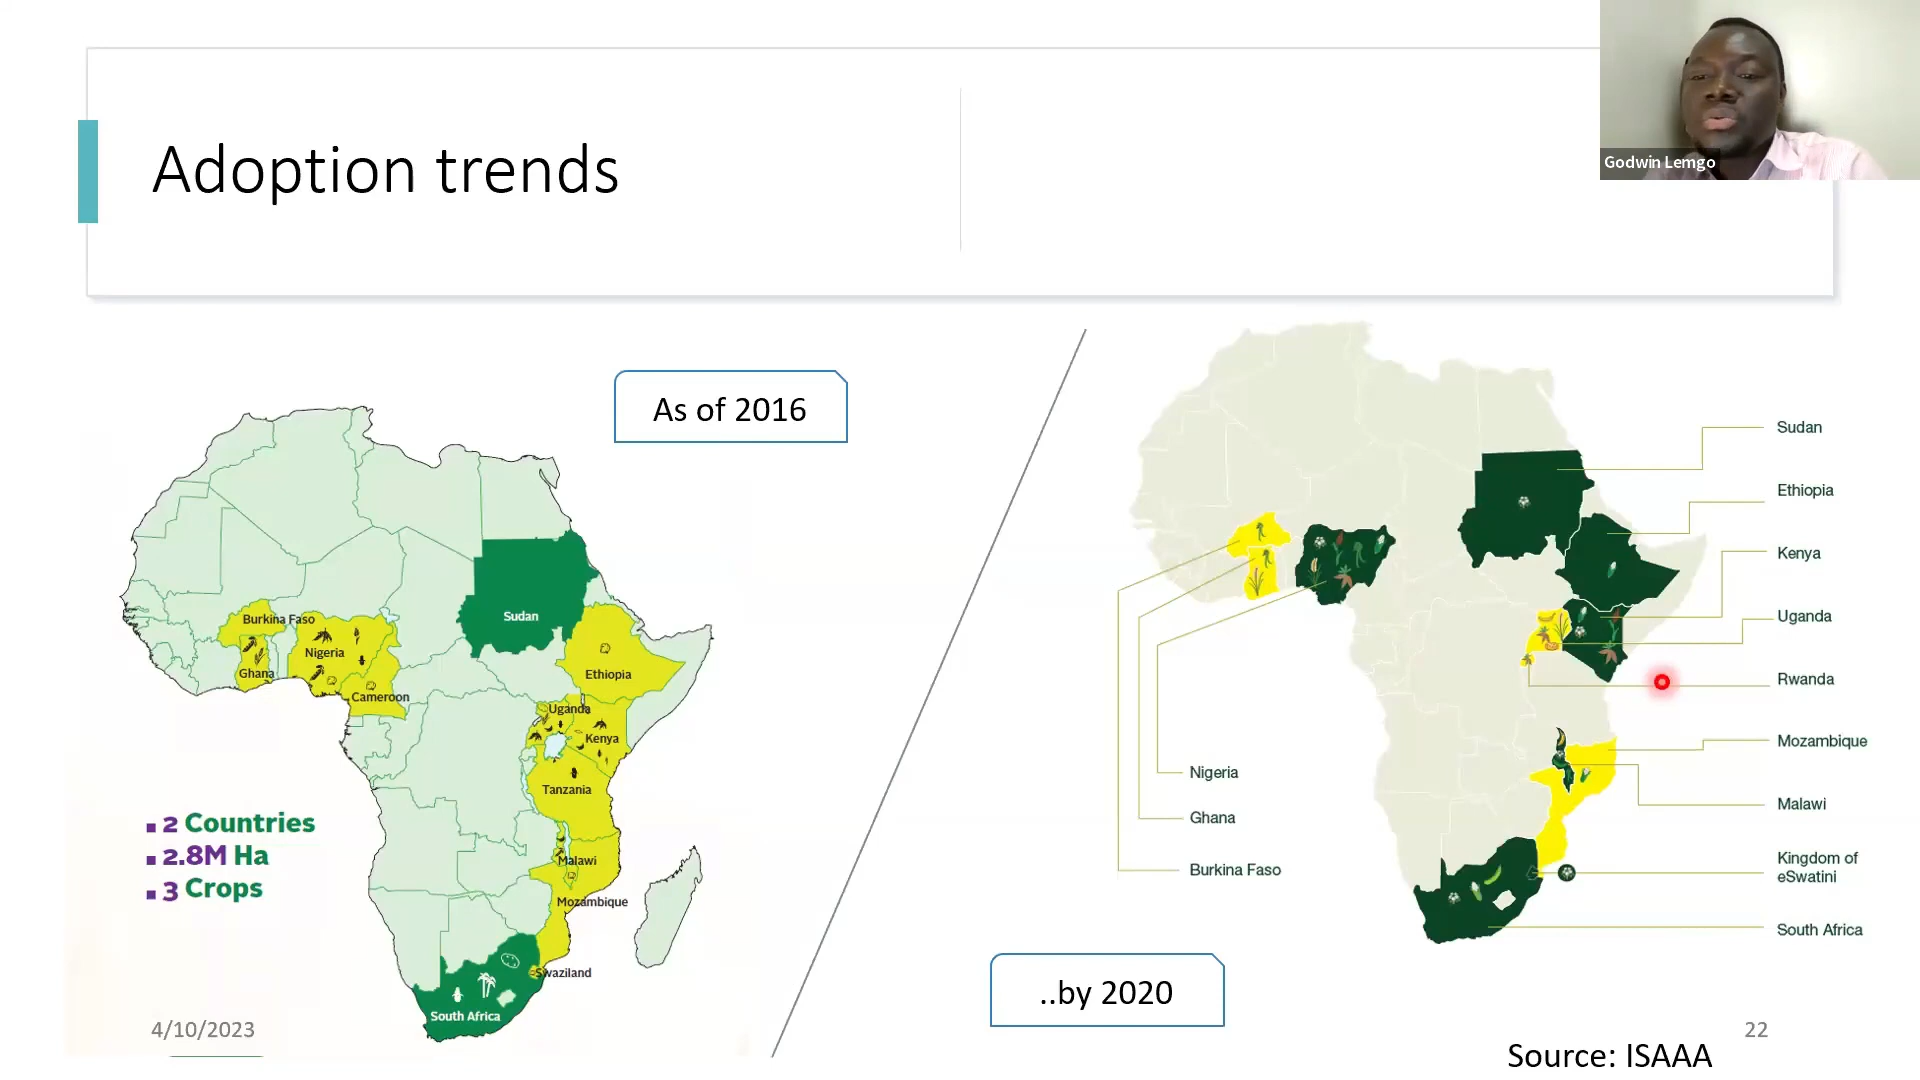 Godwin Lemgo
Adoption trends
As of 2016
Sudan
Burkina Faso
Nigeria
Ghana
Cameroon
Ethiopia
Uganda
Kenya
Tanzania
Malawi
Mozambique
Swaziland
South Africa
2 Countries
2.8M Ha
3 Crops
Sudan
Ethiopia
Kenya
Uganda
Rwanda
Mozambique
Malawi
Kingdom of
eSwatini
South Africa
Nigeria
Ghana
Burkina Faso
..by 2020
4/10/2023
22
Source: ISAAA